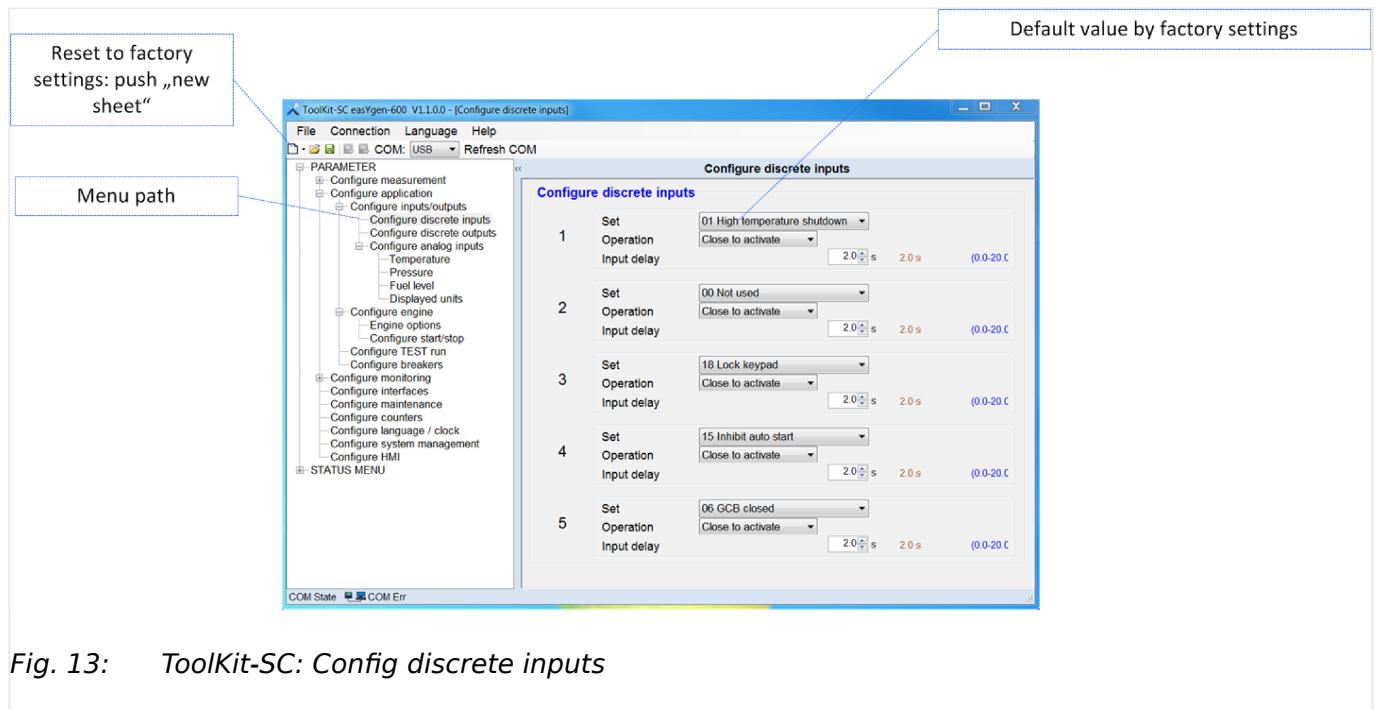 Default value by factory settings
Reset to factory
settings: push „new
sheet“
Menu path
ToolKit-SC easYgen-600 V1.1.0.0 - [Configure discrete inputs]
File Connection Language Help
COM: USB Refresh COM
PARAMETER
Configure measurement
Configure application
Configure inputs/outputs
Configure discrete inputs
Configure discrete outputs
Configure analog inputs
Temperature
Pressure
Fuel level
Displayed units
Configure engine
Engine options
Configure start/stop
Configure TEST run
Configure breakers
Configure monitoring
Configure interfaces
Configure maintenance
Configure counters
Configure language / clock
Configure system management
Configure HMI
STATUS MENU
Configure discrete inputs
Configure discrete inputs
1
Set 01 High temperature shutdown
Operation Close to activate
Input delay 2.0 s 2.0 s (0.0-20.0
2
Set 00 Not used
Operation Close to activate
Input delay 2.0 s 2.0 s (0.0-20.0
3
Set 18 Lock keypad
Operation Close to activate
Input delay 2.0 s 2.0 s (0.0-20.0
4
Set 15 Inhibit auto start
Operation Close to activate
Input delay 2.0 s 2.0 s (0.0-20.0
5
Set 06 GCB closed
Operation Close to activate
Input delay 2.0 s 2.0 s (0.0-20.0
COM State COM Err
Fig. 13: ToolKit-SC: Config discrete inputs